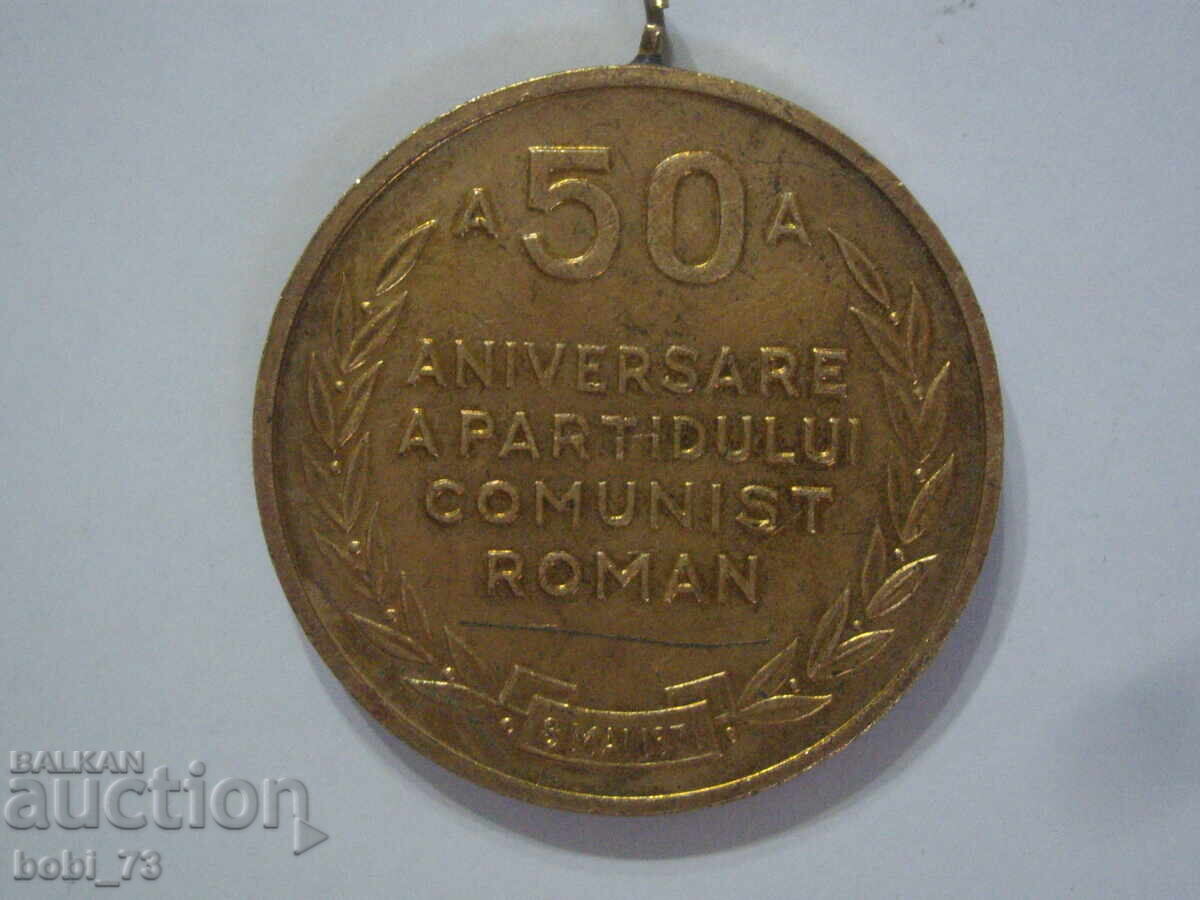 A 50 A
ANIVERSARE
A PARTIDULUI
COMUNIST
ROMAN
8 MAI 1971
BALKAN
auction
bobi_73